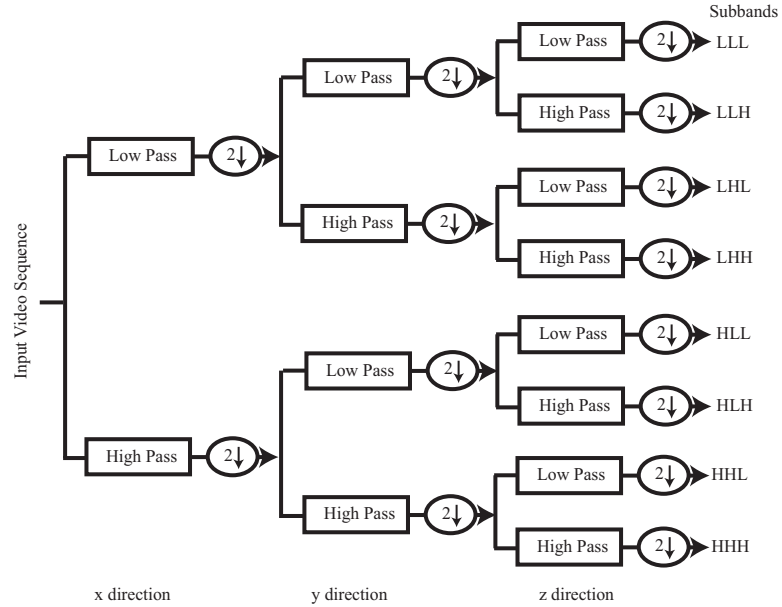 Subbands
Low Pass 2↓ LLL
Low Pass 2↓
High Pass 2↓ LLH
Low Pass 2↓
Low Pass 2↓ LHL
High Pass 2↓
High Pass 2↓ LHH
Input Video Sequence
Low Pass 2↓ HLL
Low Pass 2↓
High Pass 2↓ HLH
High Pass 2↓
Low Pass 2↓ HHL
High Pass 2↓
High Pass 2↓ HHH
x direction y direction z direction